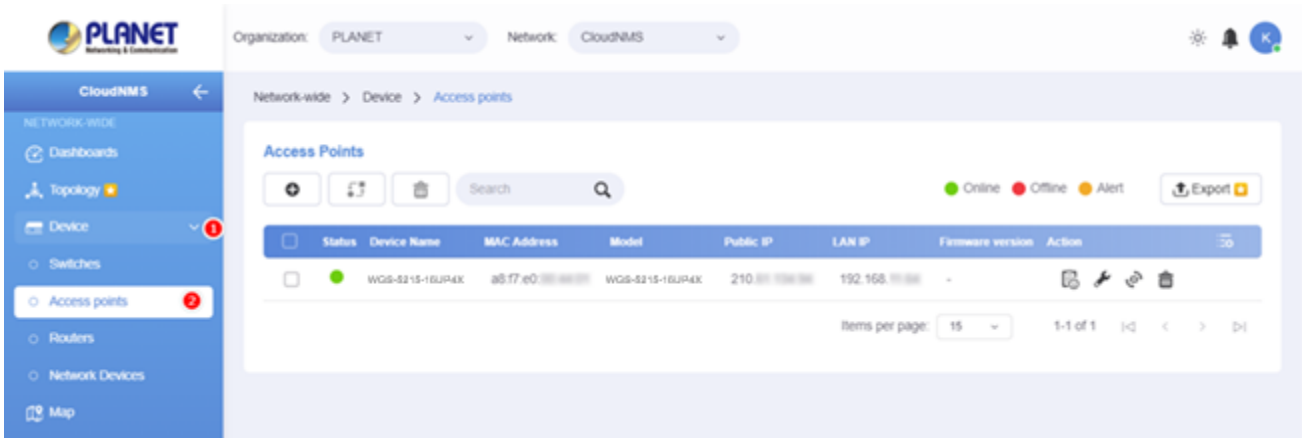 PLANET
Networking & Communication
Organization: PLANET Network: CloudNMS
K
CloudNMS
NETWORK-WIDE
Dashboards
Topology
Device
1
Switches
Access points
2
Routers
Network Devices
Map
Network-wide > Device > Access points
Access Points
Search
Online Offline Alert
Export
Status Device Name MAC Address Model Public IP LAN IP Firmware version Action
WGS-5215-16UP4X a8:f7:e0: WGS-5215-16UP4X 210. 192.168. -
Items per page: 15 1-1 of 1